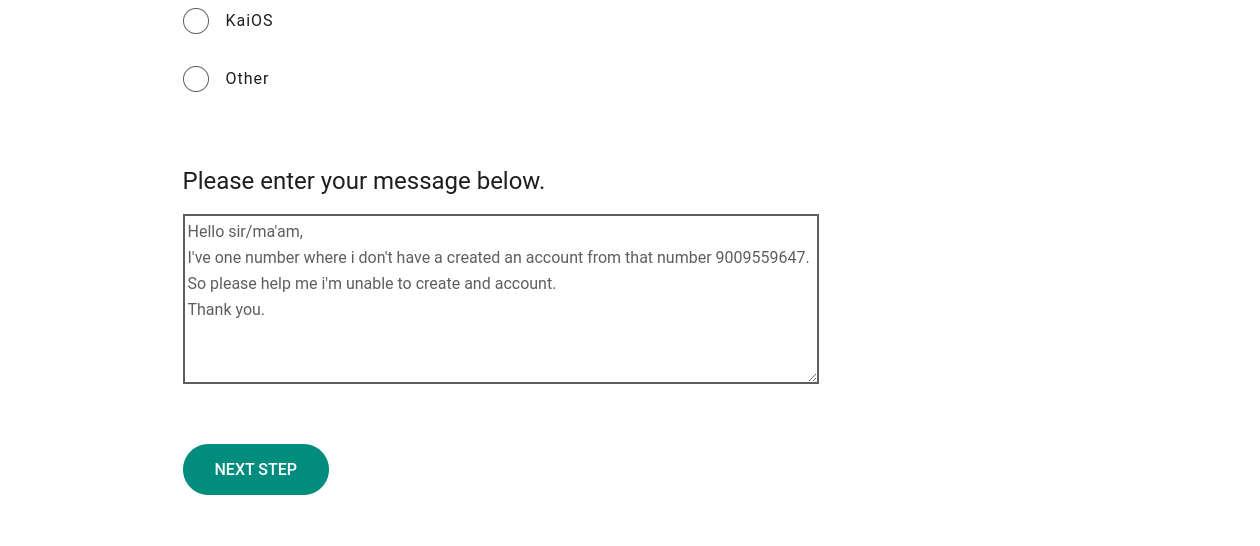 KaiOS
Other
Please enter your message below.
Hello sir/ma'am,
I've one number where i don't have a created an account from that number 9009559647.
So please help me i'm unable to create and account.
Thank you.
NEXT STEP